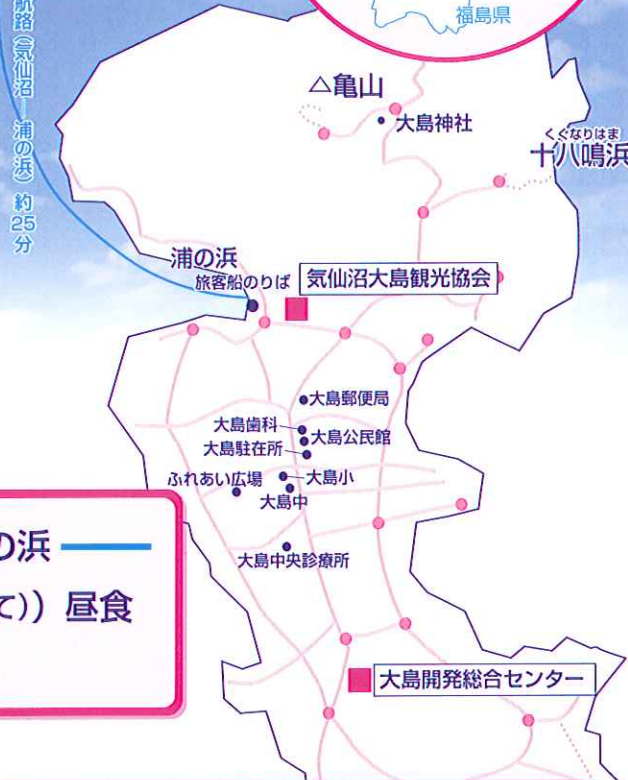 福島県
航路（気仙沼―浦の浜）約25分
△亀山
大島神社
くぐなりはま
十八鳴浜
浦の浜
旅客船のりば
気仙沼大島観光協会
大島郵便局
大島歯科
大島公民館
大島駐在所
ふれあい広場
大島小
大島中
大島中央診療所
の浜
て)) 昼食
大島開発総合センター